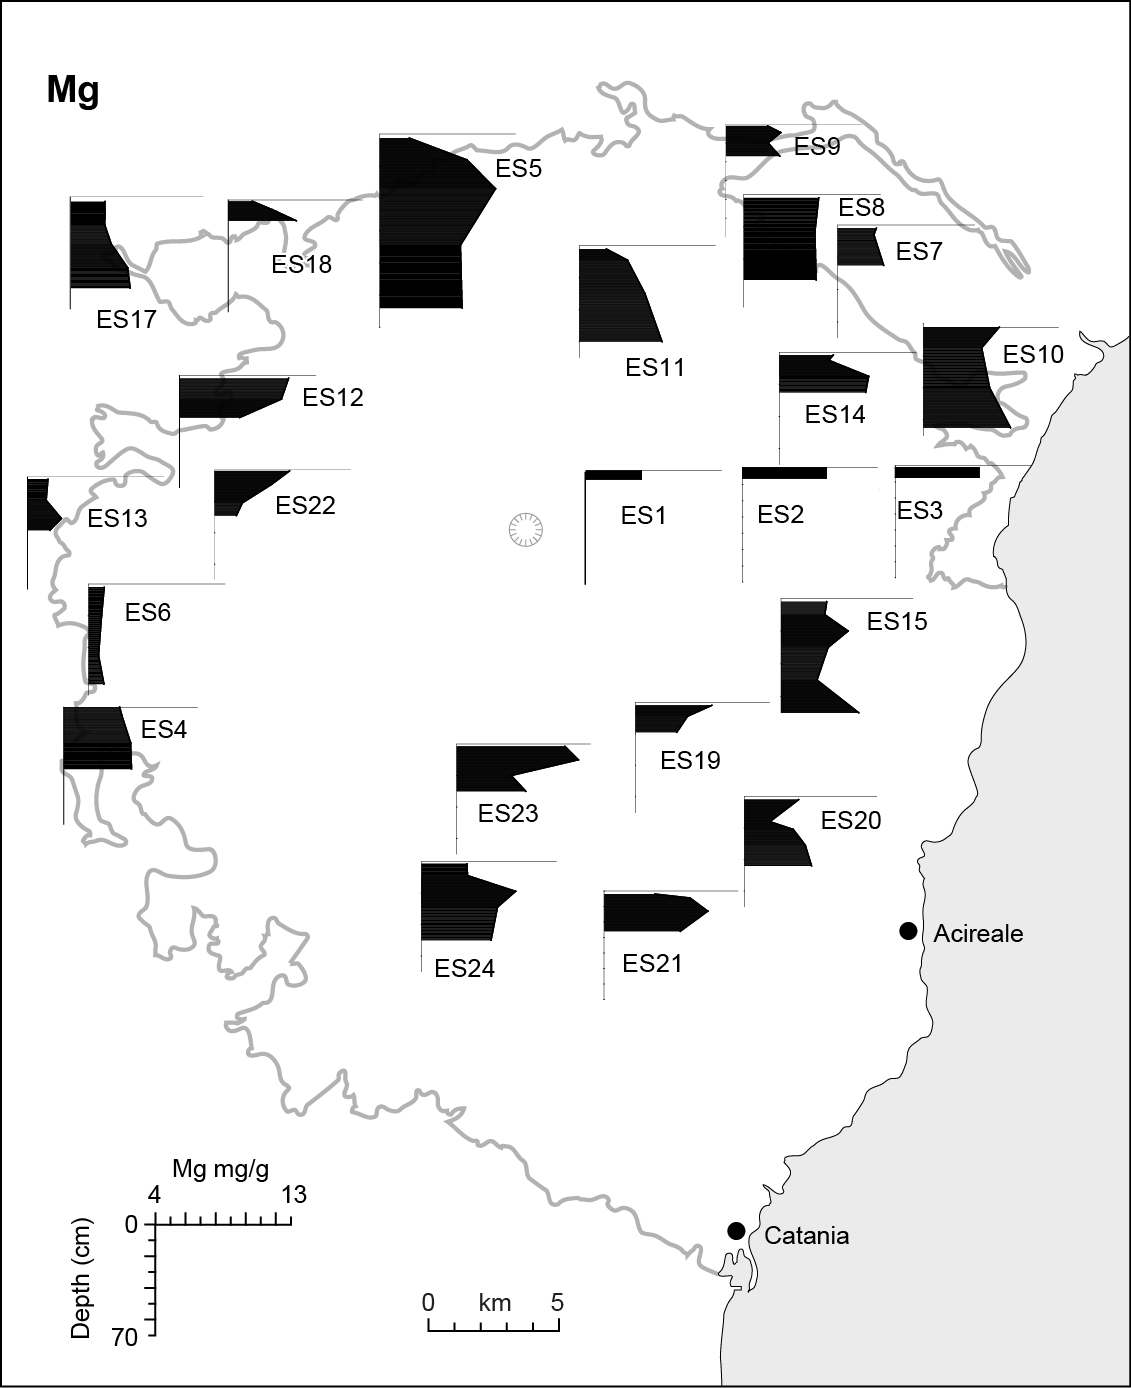 Mg
ES9
ES5
ES8
ES7
ES18
ES17
ES11
ES10
ES12
ES14
ES22
ES13
ES1
ES2
ES3
ES6
ES15
ES4
ES19
ES23
ES20
ES24
ES21
Acireale
Mg mg/g
4 13
0
Depth (cm)
70
Catania
0 km 5